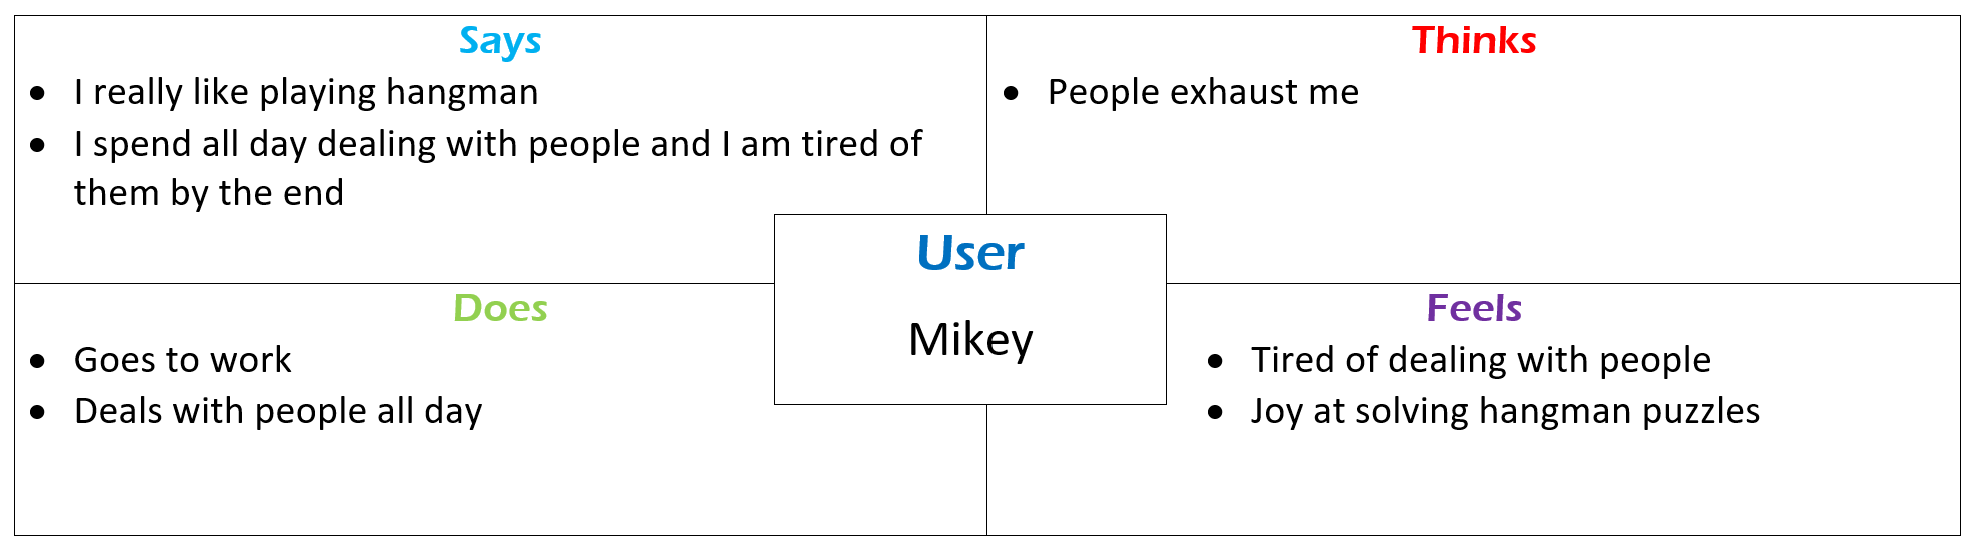 Says
• I really like playing hangman
• I spend all day dealing with people and I am tired of
them by the end
Thinks
• People exhaust me
User
Mikey
Does
• Goes to work
• Deals with people all day
Feels
• Tired of dealing with people
• Joy at solving hangman puzzles